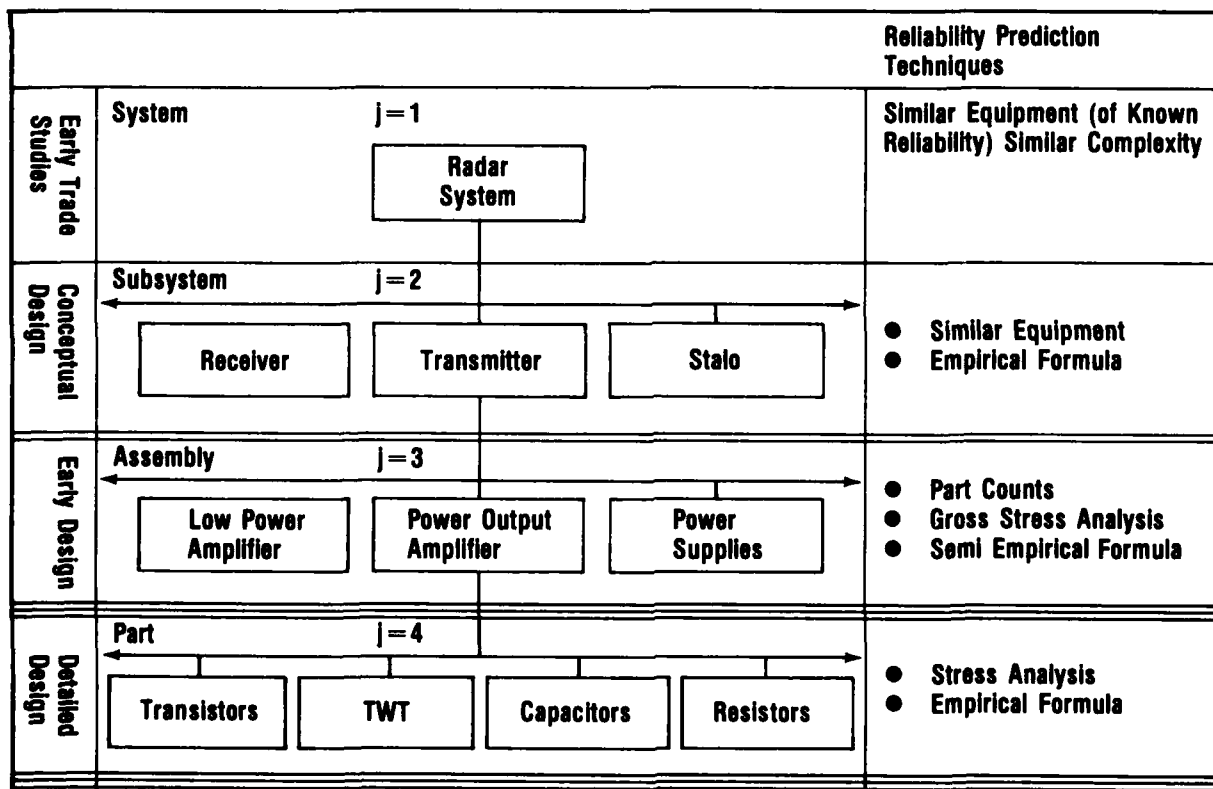 Reliability Prediction
Techniques
Early Trade
Studies
System
j=1
Radar
System
Similar Equipment (of Known
Reliability) Similar Complexity
Conceptual
Design
Subsystem
j=2
Receiver
Transmitter
Stalo
● Similar Equipment
● Empirical Formula
Early Design
Assembly
j=3
Low Power
Amplifier
Power Output
Amplifier
Power
Supplies
● Part Counts
● Gross Stress Analysis
● Semi Empirical Formula
Detailed
Design
Part
j=4
Transistors
TWT
Capacitors
Resistors
● Stress Analysis
● Empirical Formula